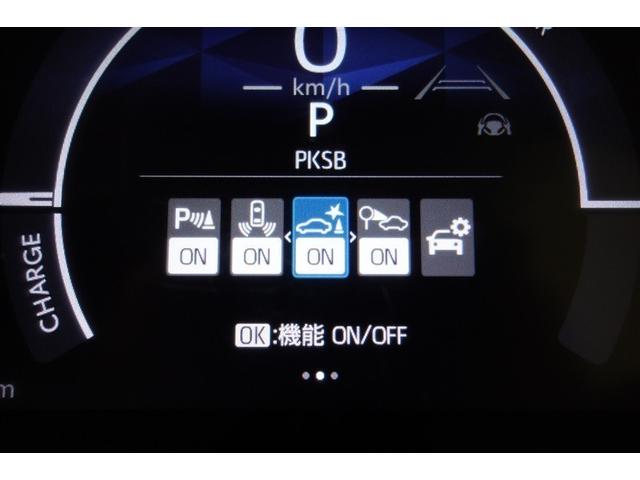 0
km/h
P
PKSB
P
ON ON ON ON
CHARGE
OK:機能 ON/OFF
m